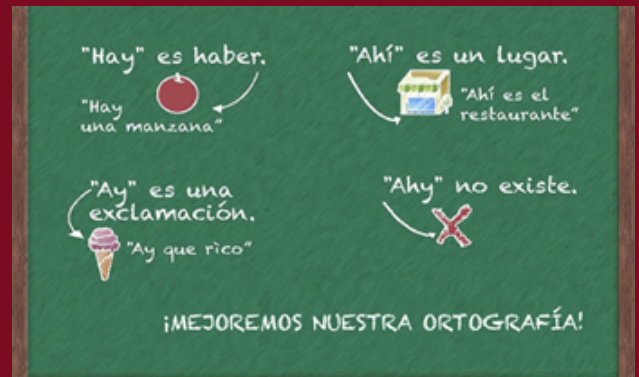 "Hay" es haber.
"Hay
una manzana"
"Ahí" es un lugar.
"Ahí es el
restaurante"
"Ay" es una
exclamación.
"Ay que rico"
"Ahy" no existe.
¡MEJOREMOS NUESTRA ORTOGRAFÍA!